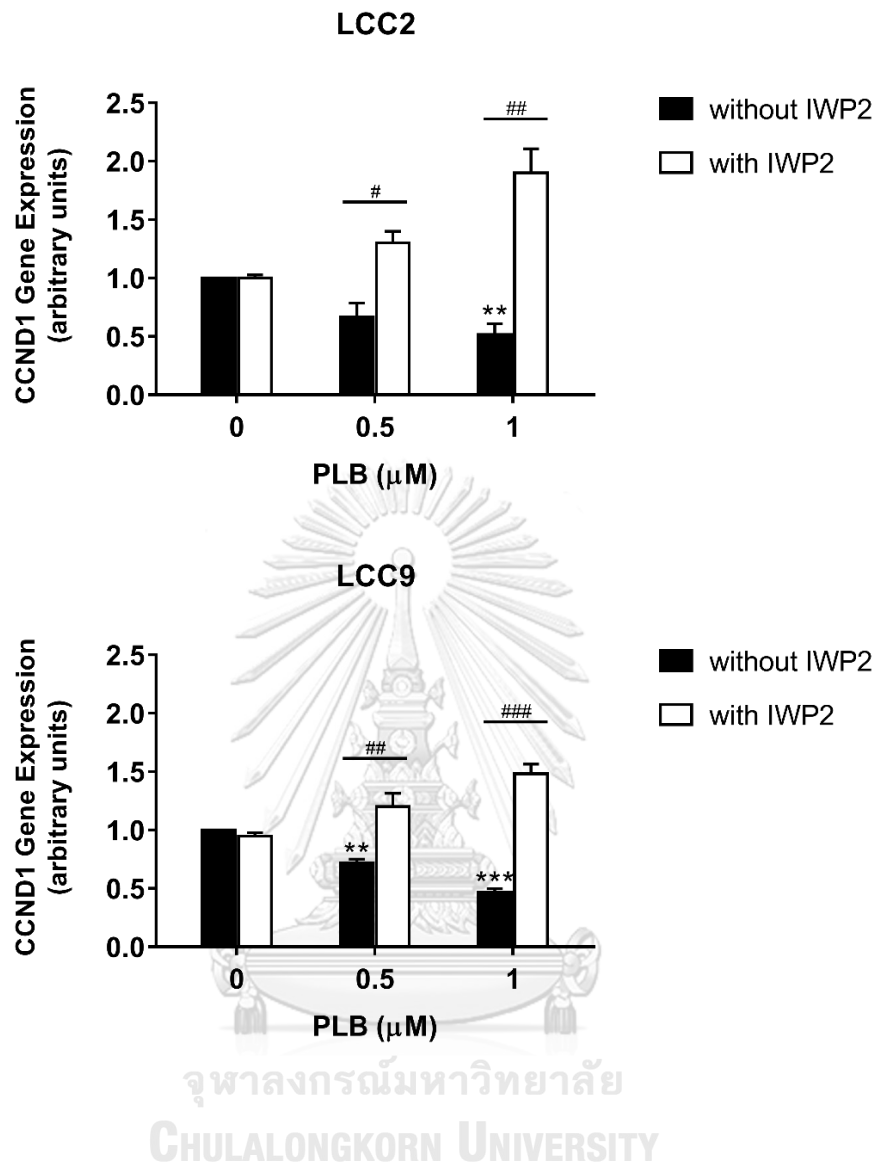 LCC2
CCND1 Gene Expression
(arbitrary units)
2.5
2.0
1.5
1.0
0.5
0.0
#
##
**
0 0.5 1
PLB (μM)
without IWP2
with IWP2
LCC9
CCND1 Gene Expression
(arbitrary units)
2.5
2.0
1.5
1.0
0.5
0.0
##
###
**
***
0 0.5 1
PLB (μM)
without IWP2
with IWP2
จุฬาลงกรณ์มหาวิทยาลัย
CHULALONGKORN UNIVERSITY